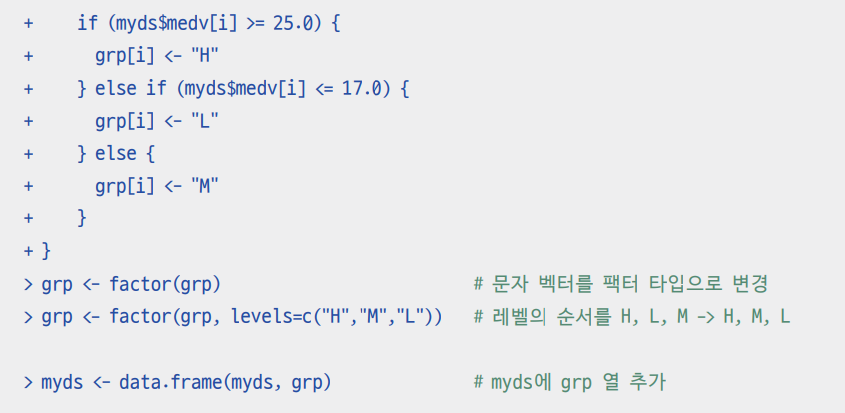 +    if (myds$medv[i] >= 25.0) {
+      grp[i] <- "H"
+    } else if (myds$medv[i] <= 17.0) {
+      grp[i] <- "L"
+    } else {
+      grp[i] <- "M"
+    }
+ }
> grp <- factor(grp) # 문자 벡터를 팩터 타입으로 변경
> grp <- factor(grp, levels=c("H","M","L")) # 레벨의 순서를 H, L, M -> H, M, L
> myds <- data.frame(myds, grp) # myds에 grp 열 추가